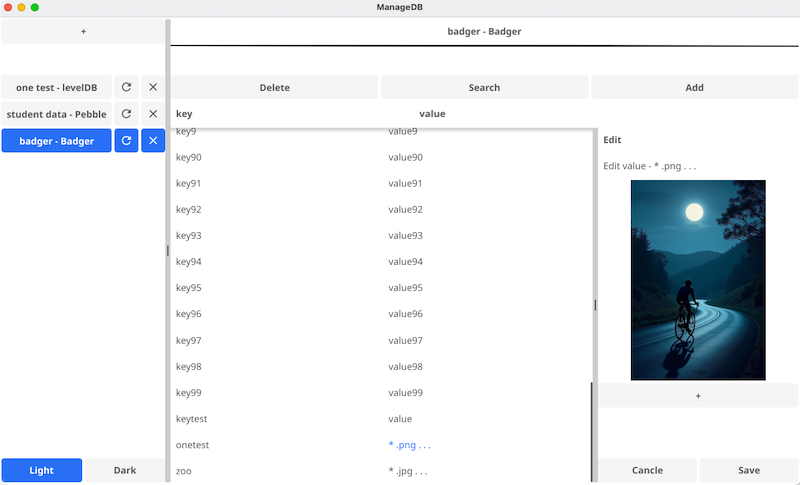 ManageDB
+
badger - Badger
one test - levelDB
student data - Pebble
badger - Badger
Delete Search Add
key value
key9 value9
key90 value90
key91 value91
key92 value92
key93 value93
key94 value94
key95 value95
key96 value96
key97 value97
key98 value98
key99 value99
keytest value
onetest * .png . . .
zoo * .jpg . . .
Edit
Edit value - * .png . . .
+
Light Dark
Cancle Save